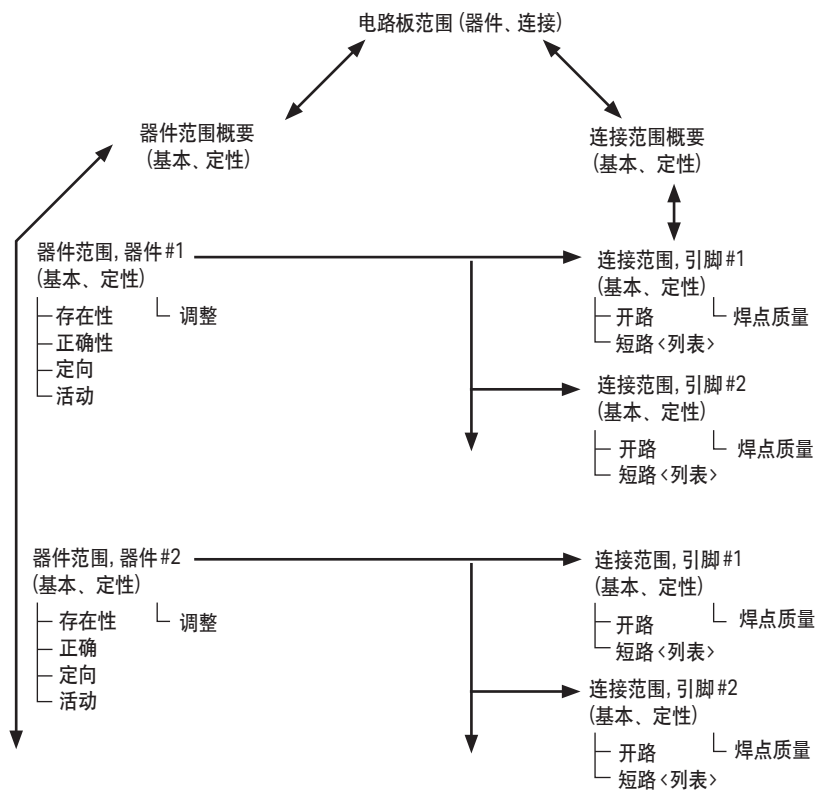 电路板范围 (器件、连接)
器件范围概要
(基本、定性)
连接范围概要
(基本、定性)
器件范围, 器件#1
(基本、定性)
存在性
调整
正确性
定向
活动
连接范围, 引脚#1
(基本、定性)
开路
焊点质量
短路<列表>
连接范围, 引脚#2
(基本、定性)
开路
焊点质量
短路<列表>
器件范围, 器件#2
(基本、定性)
存在性
调整
正确
定向
活动
连接范围, 引脚#1
(基本、定性)
开路
焊点质量
短路<列表>
连接范围, 引脚#2
(基本、定性)
开路
焊点质量
短路<列表>